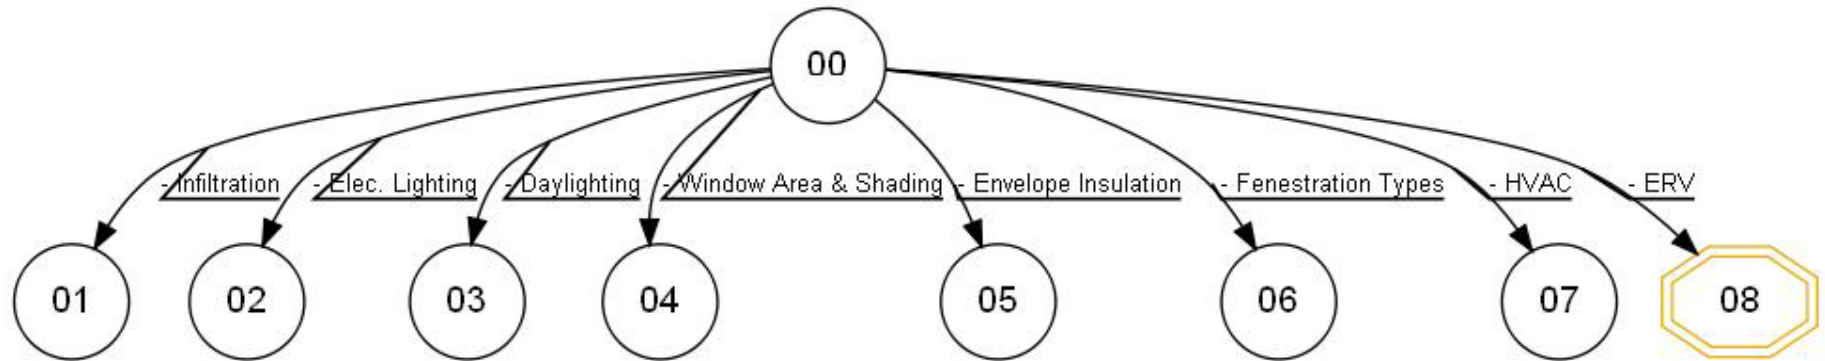 00
- Infiltration
- Elec. Lighting
- Daylighting
- Window Area & Shading
- Envelope Insulation
- Fenestration Types
- HVAC
- ERV
01
02
03
04
05
06
07
08